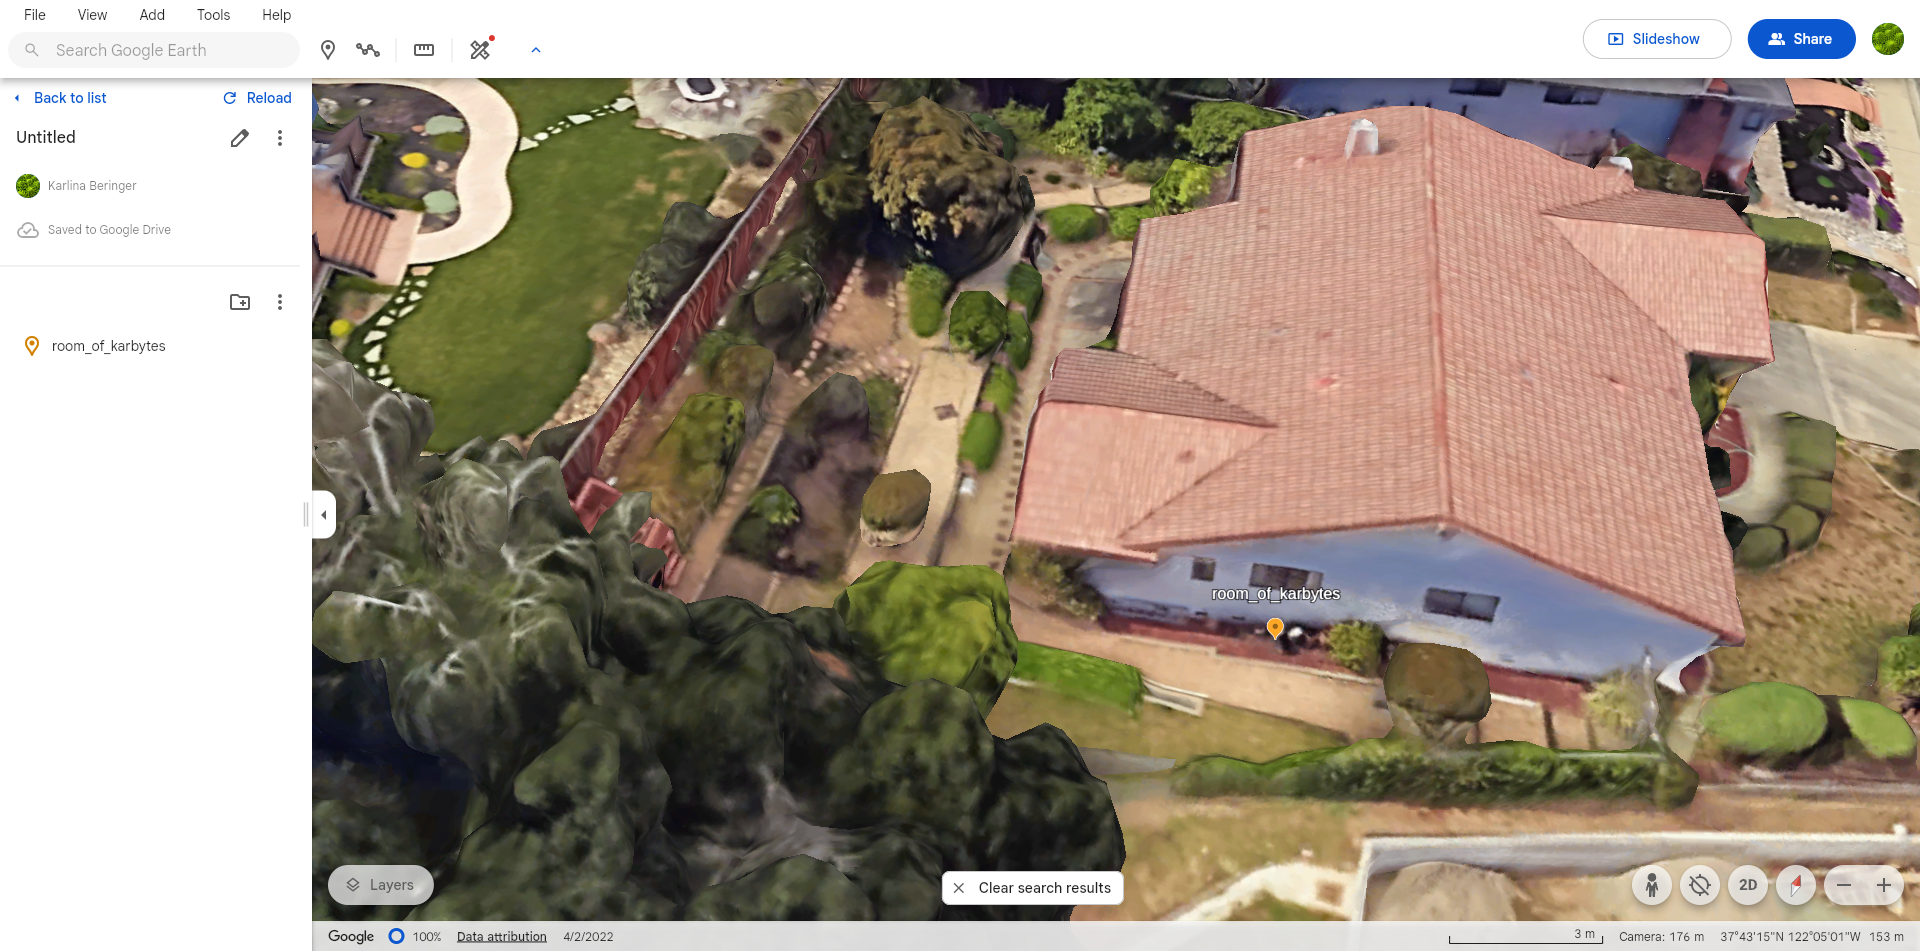 File View Add Tools Help
Search Google Earth
Slideshow
Share
Back to list
Reload
Untitled
Karlina Beringer
Saved to Google Drive
room_of_karbytes
room_of_karbytes
Layers
Clear search results
2D
Google 100% Data attribution 4/2/2022 3 m Camera: 176 m 37°43'15"N 122°05'01"W 153 m